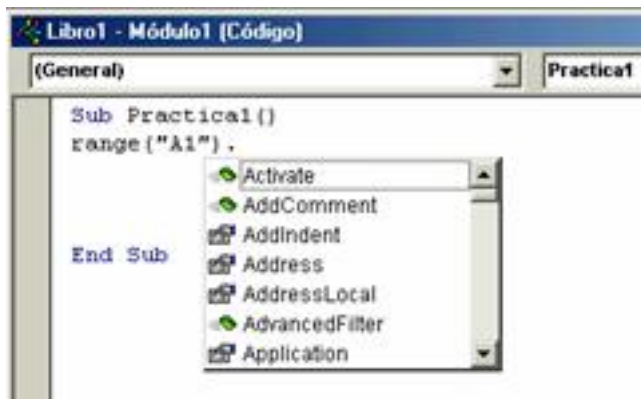 Libro1 - Módulo1 (Código)
(General)
Practica1
Sub Practica1()
range("A1").
Activate
AddComment
AddIndent
Address
AddressLocal
AdvancedFilter
Application
End Sub